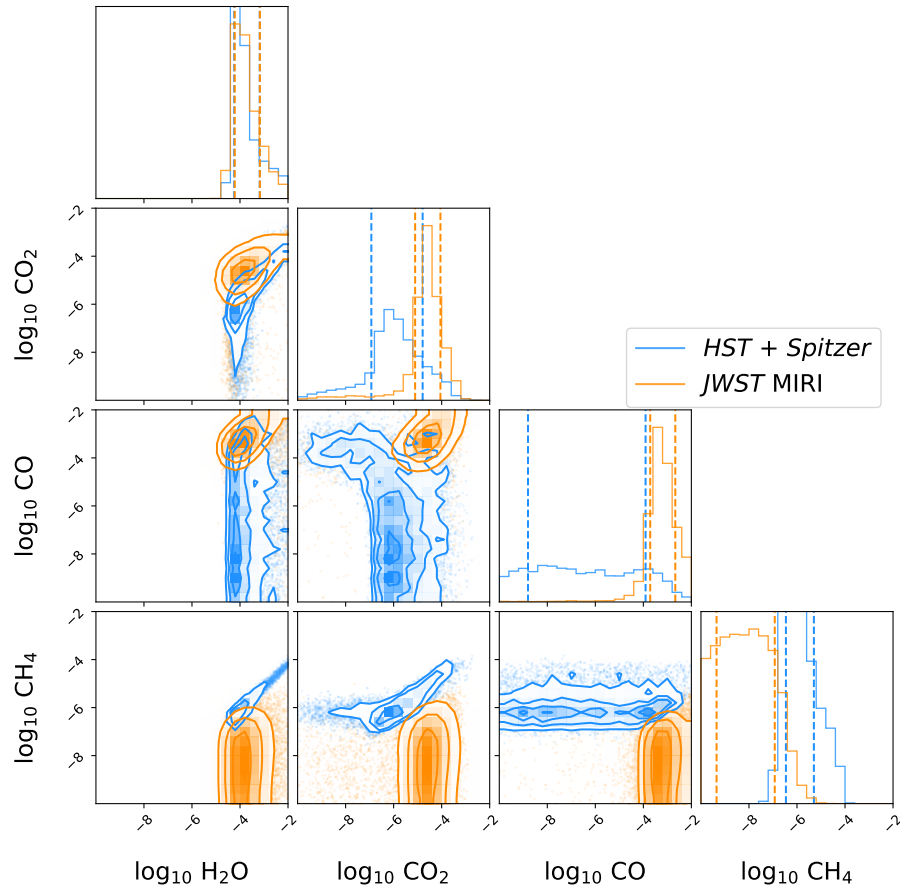 −2
−4
−6
−8
log₁₀ CO₂
HST + Spitzer
JWST MIRI
−2
−4
−6
−8
log₁₀ CO
−2
−4
−6
−8
log₁₀ CH₄
−8 −6 −4 −2 −8 −6 −4 −2 −8 −6 −4 −2 −8 −6 −4 −2
log₁₀ H₂O log₁₀ CO₂ log₁₀ CO log₁₀ CH₄